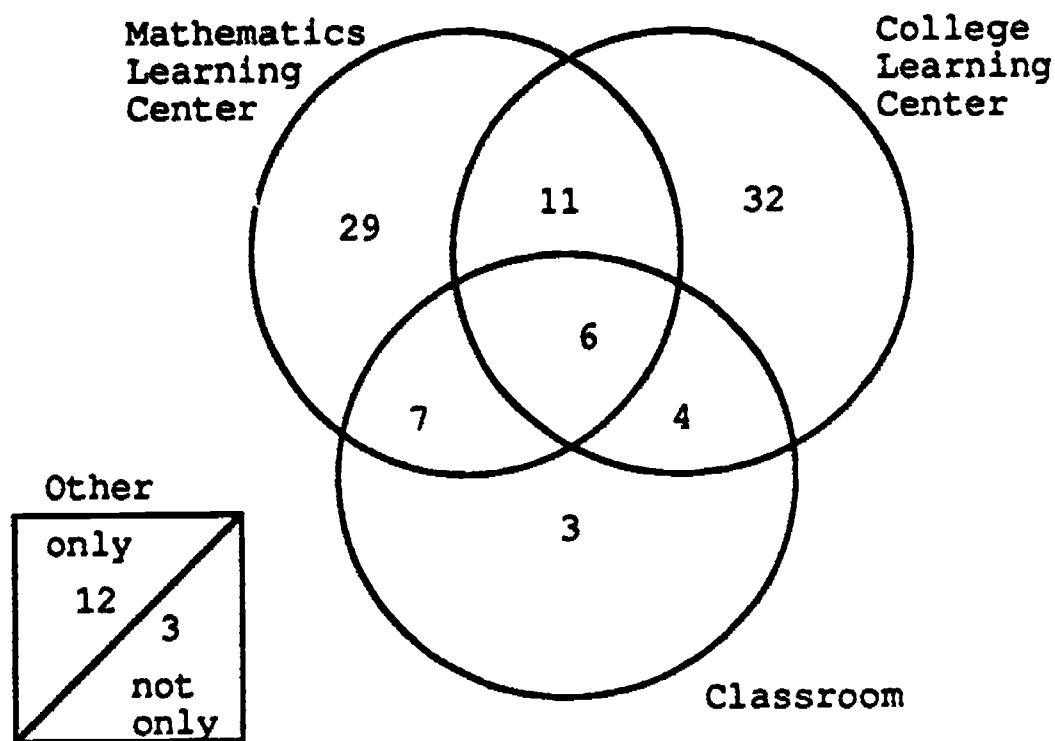 Mathematics
Learning
Center
College
Learning
Center
29
11
32
6
7
4
3
Other
only
12
3
not
only
Classroom